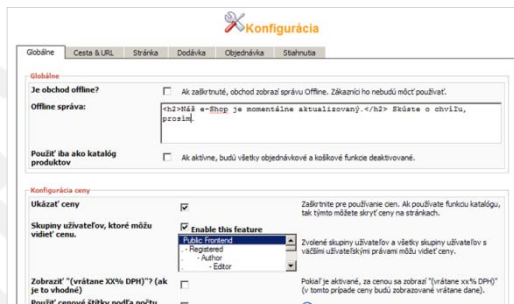 Konfigurácia
Globálne Cesta & URL Stránka Dodávka Objednávka Stiahnutia
Globálne
Je obchod offline? Ak zaškrtnuté, obchod zobrazí správu Offline. Zákazníci ho nebudú môcť používať.
Offline správa: <h2>Náš e-Shop je momentálne aktualizovaný.</h2> Skúste o chvíľu,
prosím.
Použiť iba ako katalóg
produktov Ak aktívne, budú všetky objednávkové a košíkové funkcie deaktivované.
Konfigurácia ceny
Ukázať ceny Zaškrtnite pre používanie cien. Ak používate funkciu katalógu,
tak týmto môžete skryť ceny na stránkach.
Skupiny užívateľov, ktoré môžu
vidieť cenu. Enable this feature
Public Frontend
. - Registered
. - Author
. - Editor
Zvolené skupiny užívateľov a všetky skupiny užívateľov s
väčšími užívateľskými právami môžu vidieť ceny.
Zobraziť "(vrátane XX% DPH)"? (ak
je to vhodné) Pokiaľ je aktivované, za cenou sa zobrazí "(vrátane xx% DPH)"
(v tomto prípade ceny budú zobrazované vrátane dane).
Použiť cenové štítky podľa počtu